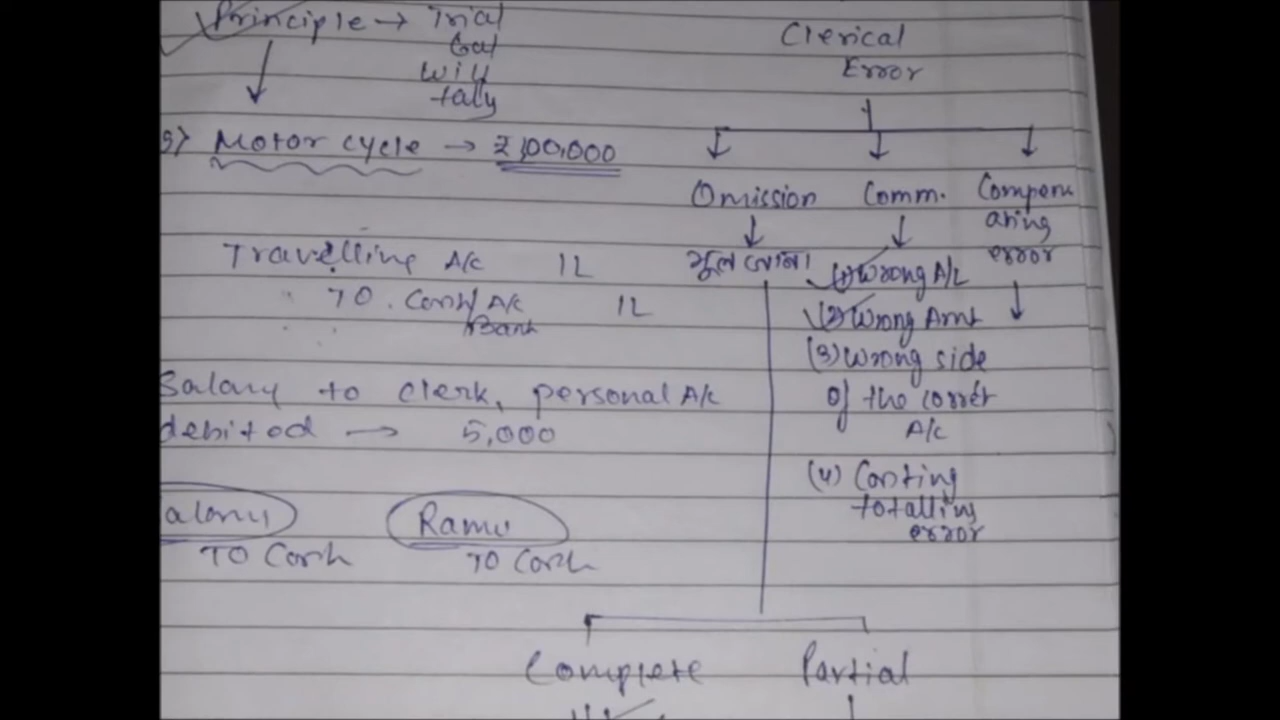 Principle → Trial
Bal
will
tally
Motor cycle → ₹ 100,000
Travelling A/c 1L
To. Cash/ A/c 1L
Bank
Salary to clerk, personal A/c
debited → 5,000
Ramu
TO Cash TO Cash
Clerical
Error
Omission Comm. Compens
ating
error
(1) wrong A/c
(2) Wrong Amt
(3) wrong side
of the corrét
A/c
(4) Casting
totalling
error
Complete Partial